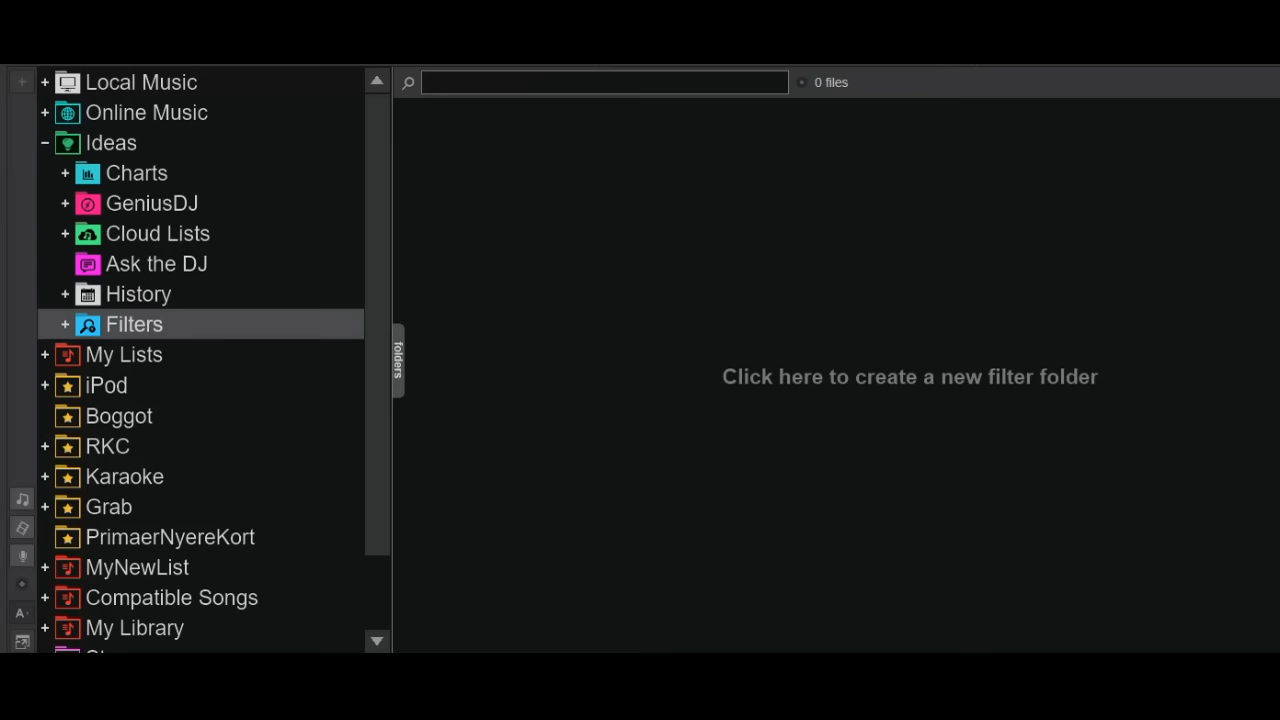 0 files
Local Music
Online Music
Ideas
Charts
GeniusDJ
Cloud Lists
Ask the DJ
History
Filters
My Lists
iPod
Boggot
RKC
Karaoke
Grab
PrimaerNyereKort
MyNewList
Compatible Songs
My Library
folders
Click here to create a new filter folder
A